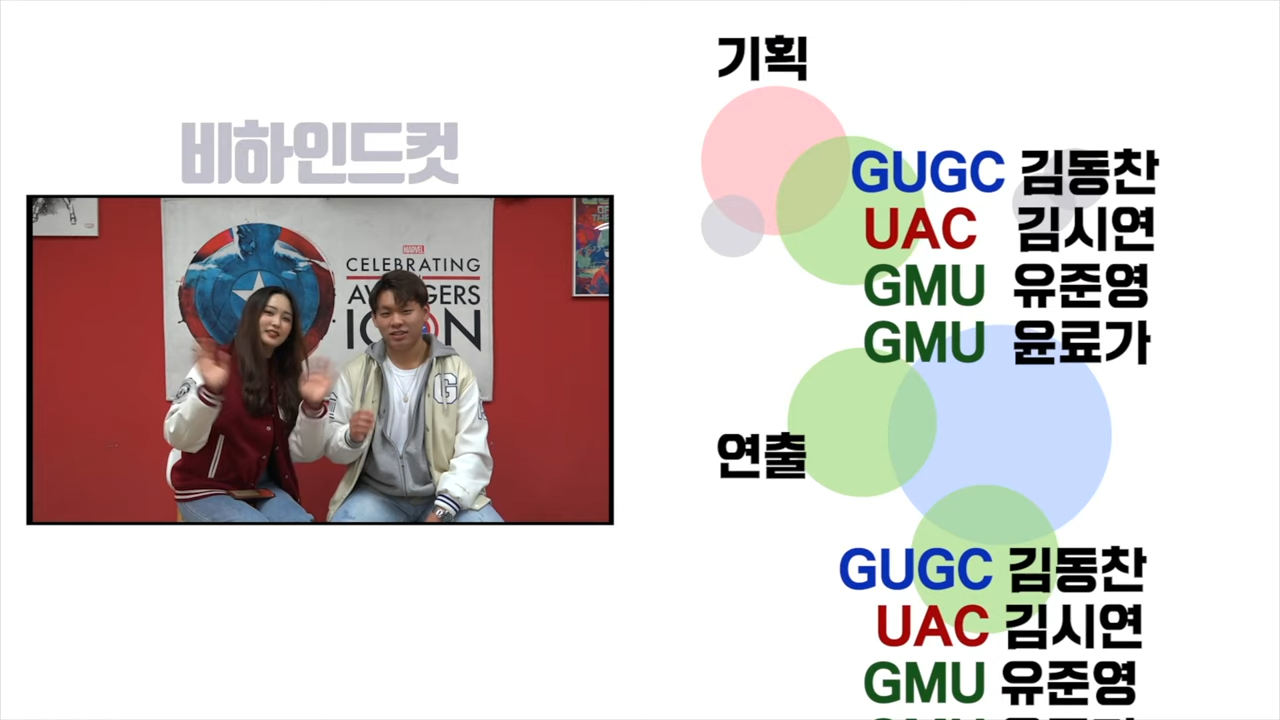 비하인드컷
MARVEL
CELEBRATING
ICON
G
기획
GUGC 김동찬
UAC 김시연
GMU 유준영
GMU 윤료가
연출
GUGC 김동찬
UAC 김시연
GMU 유준영